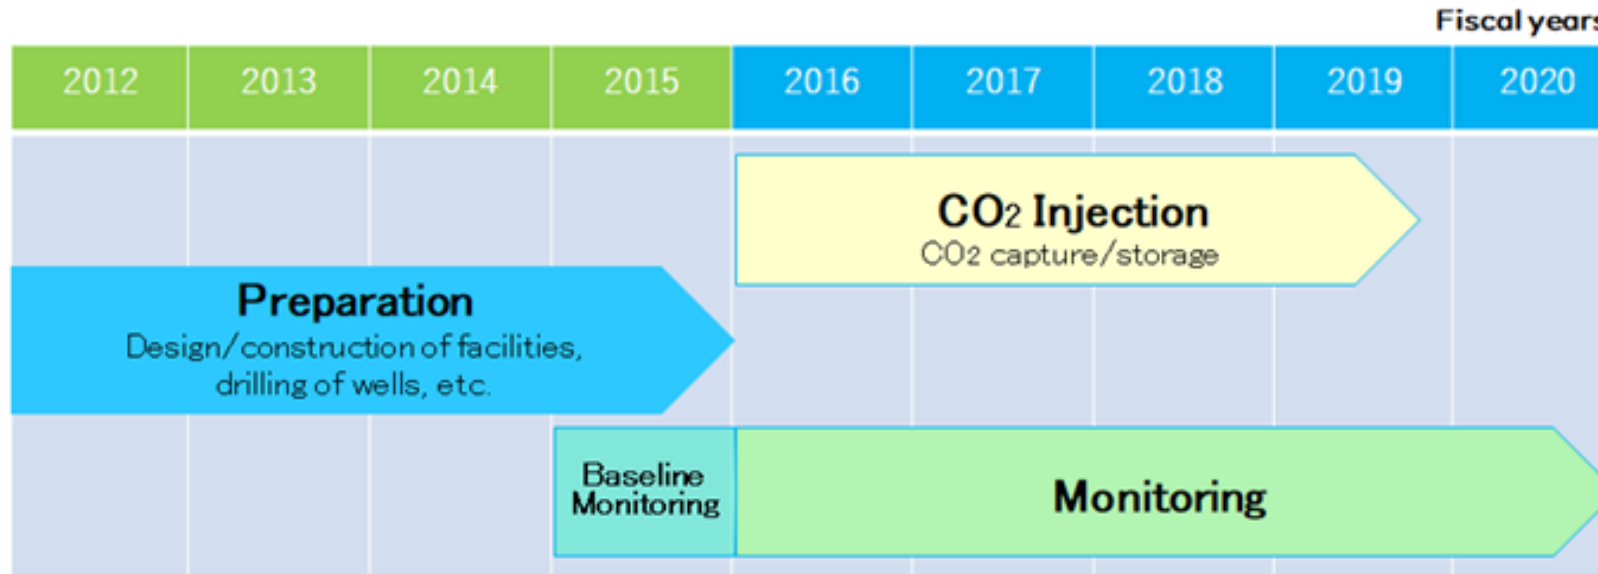 Fiscal years
2012 2013 2014 2015 2016 2017 2018 2019 2020
CO2 Injection
CO2 capture/storage
Preparation
Design/construction of facilities,
drilling of wells, etc.
Baseline
Monitoring
Monitoring